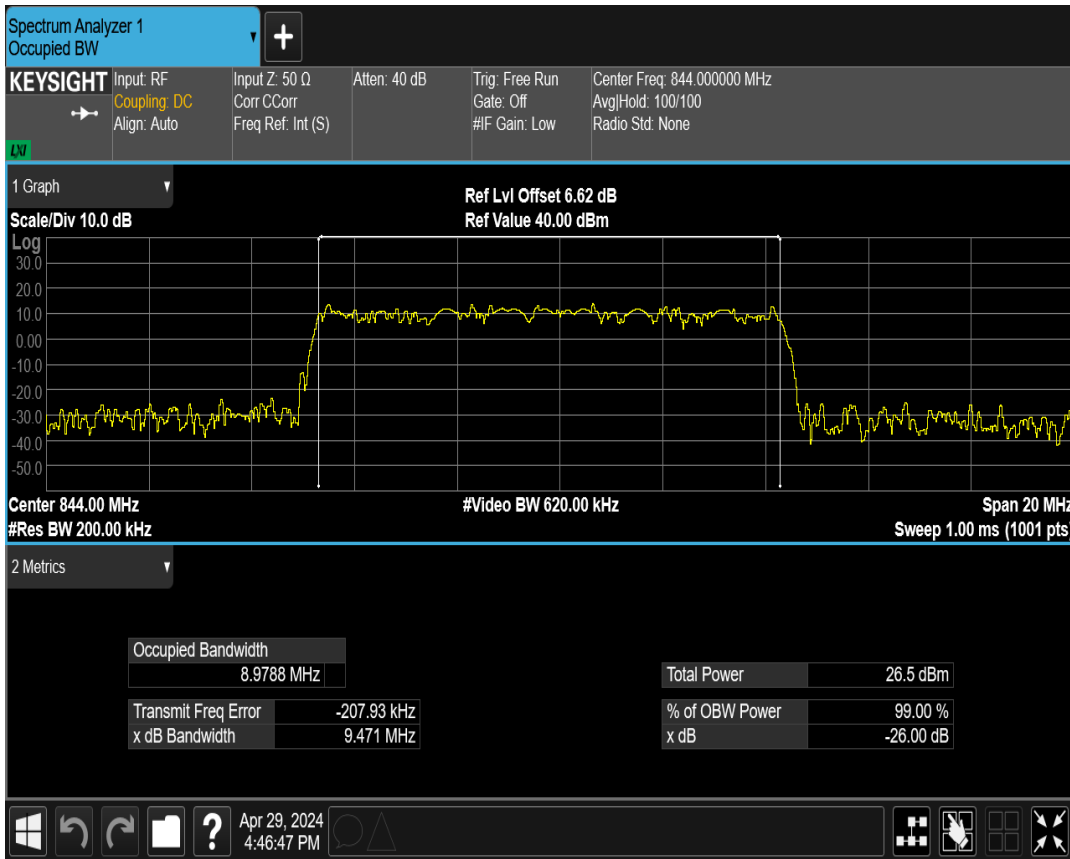 Spectrum Analyzer 1
Occupied BW
+
KEYSIGHT
LXI
Input: RF
Coupling: DC
Align: Auto
Input Z: 50 Ω
Corr CCorr
Freq Ref: Int (S)
Atten: 40 dB
Trig: Free Run
Gate: Off
#IF Gain: Low
Center Freq: 844.000000 MHz
Avg|Hold: 100/100
Radio Std: None
1 Graph
Scale/Div 10.0 dB
Ref Lvl Offset 6.62 dB
Ref Value 40.00 dBm
Log
30.0
20.0
10.0
0.00
-10.0
-20.0
-30.0
-40.0
-50.0
Center 844.00 MHz
#Video BW 620.00 kHz
Span 20 MHz
#Res BW 200.00 kHz
Sweep 1.00 ms (1001 pts)
2 Metrics
Occupied Bandwidth
8.9788 MHz
Transmit Freq Error -207.93 kHz
x dB Bandwidth 9.471 MHz
Total Power 26.5 dBm
% of OBW Power 99.00 %
x dB -26.00 dB
?
Apr 29, 2024
4:46:47 PM